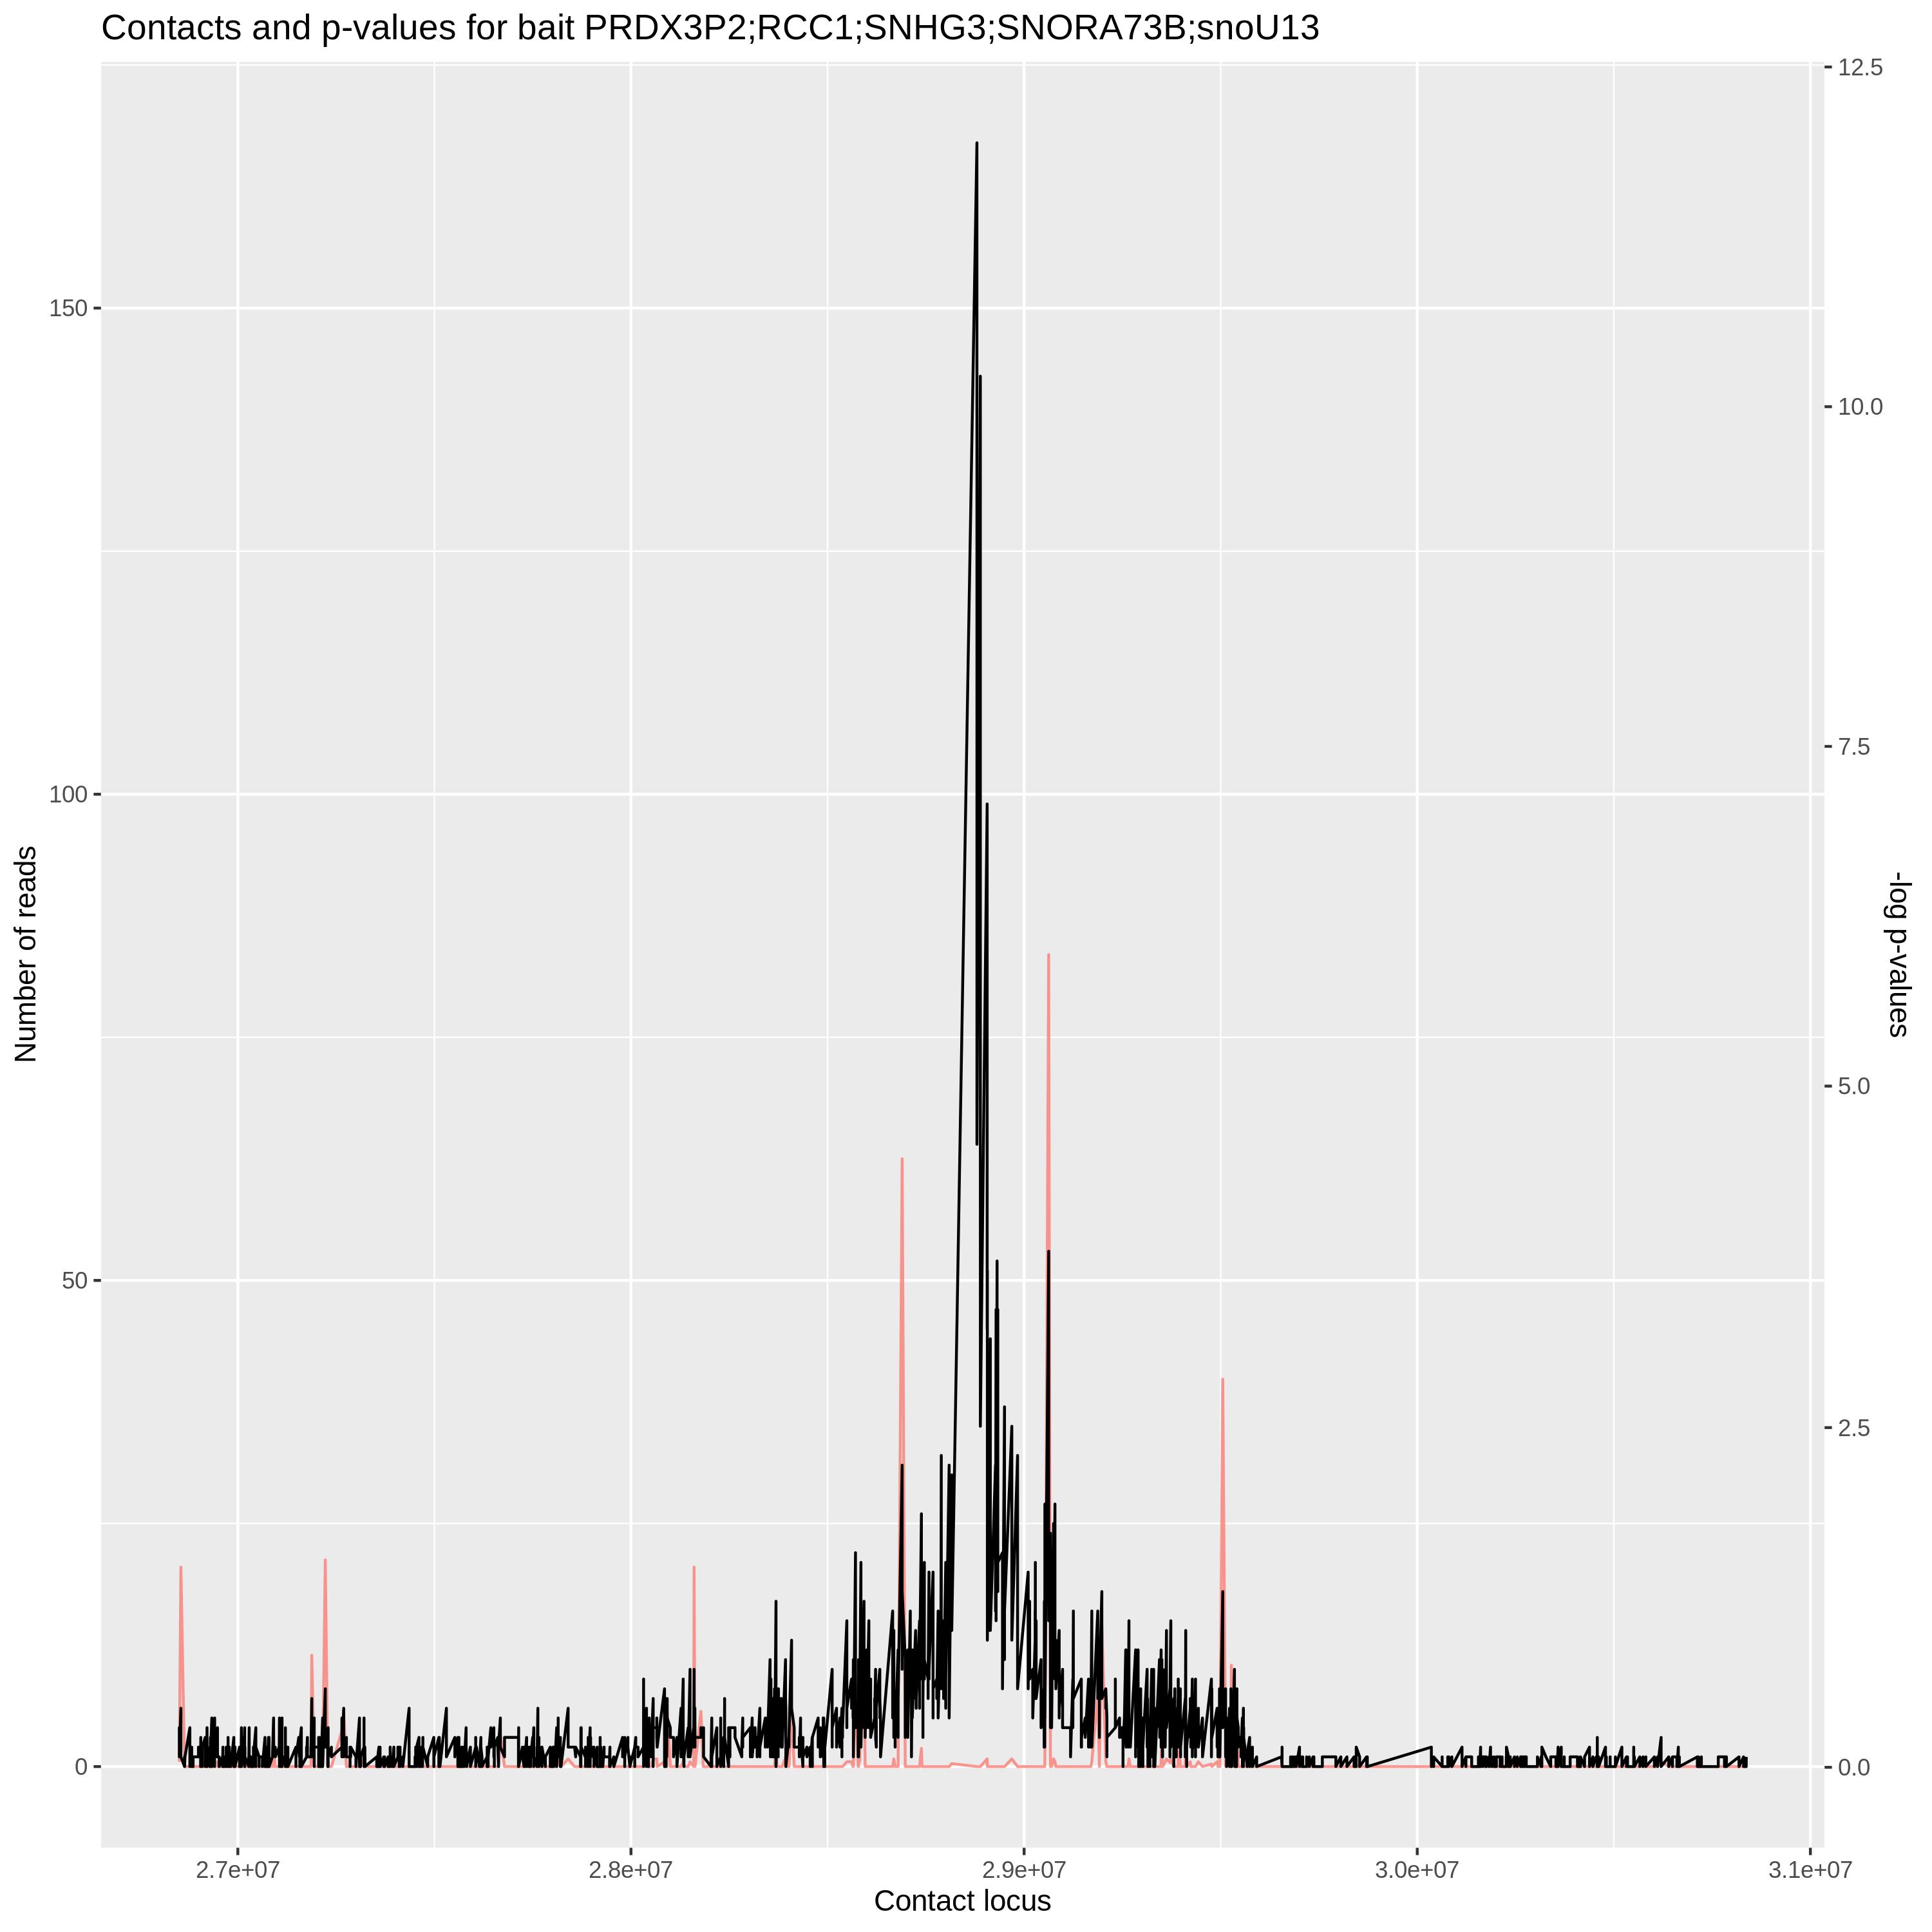 Contacts and p-values for bait PRDX3P2;RCC1;SNHG3;SNORA73B;snoU13
12.5
150
10.0
7.5
100
Number of reads
-log p-values
5.0
50
2.5
0
0.0
2.7e+07
2.8e+07
2.9e+07
3.0e+07
3.1e+07
Contact locus